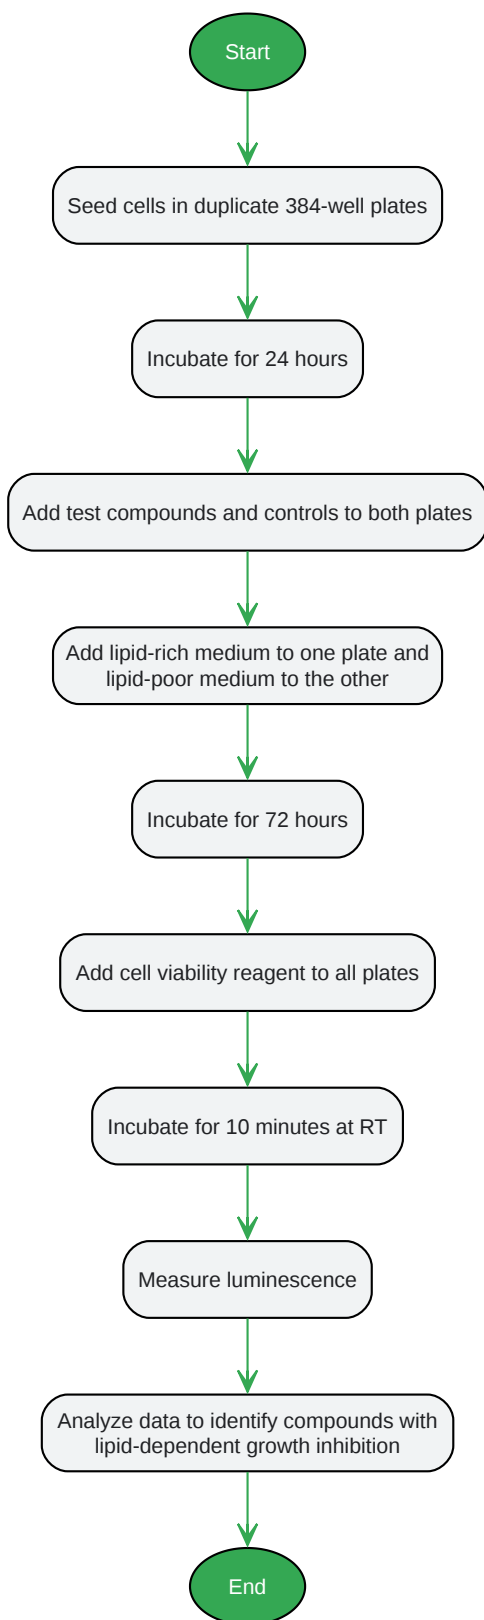 Start
Seed cells in duplicate 384-well plates
Incubate for 24 hours
Add test compounds and controls to both plates
Add lipid-rich medium to one plate and
lipid-poor medium to the other
Incubate for 72 hours
Add cell viability reagent to all plates
Incubate for 10 minutes at RT
Measure luminescence
Analyze data to identify compounds with
lipid-dependent growth inhibition
End